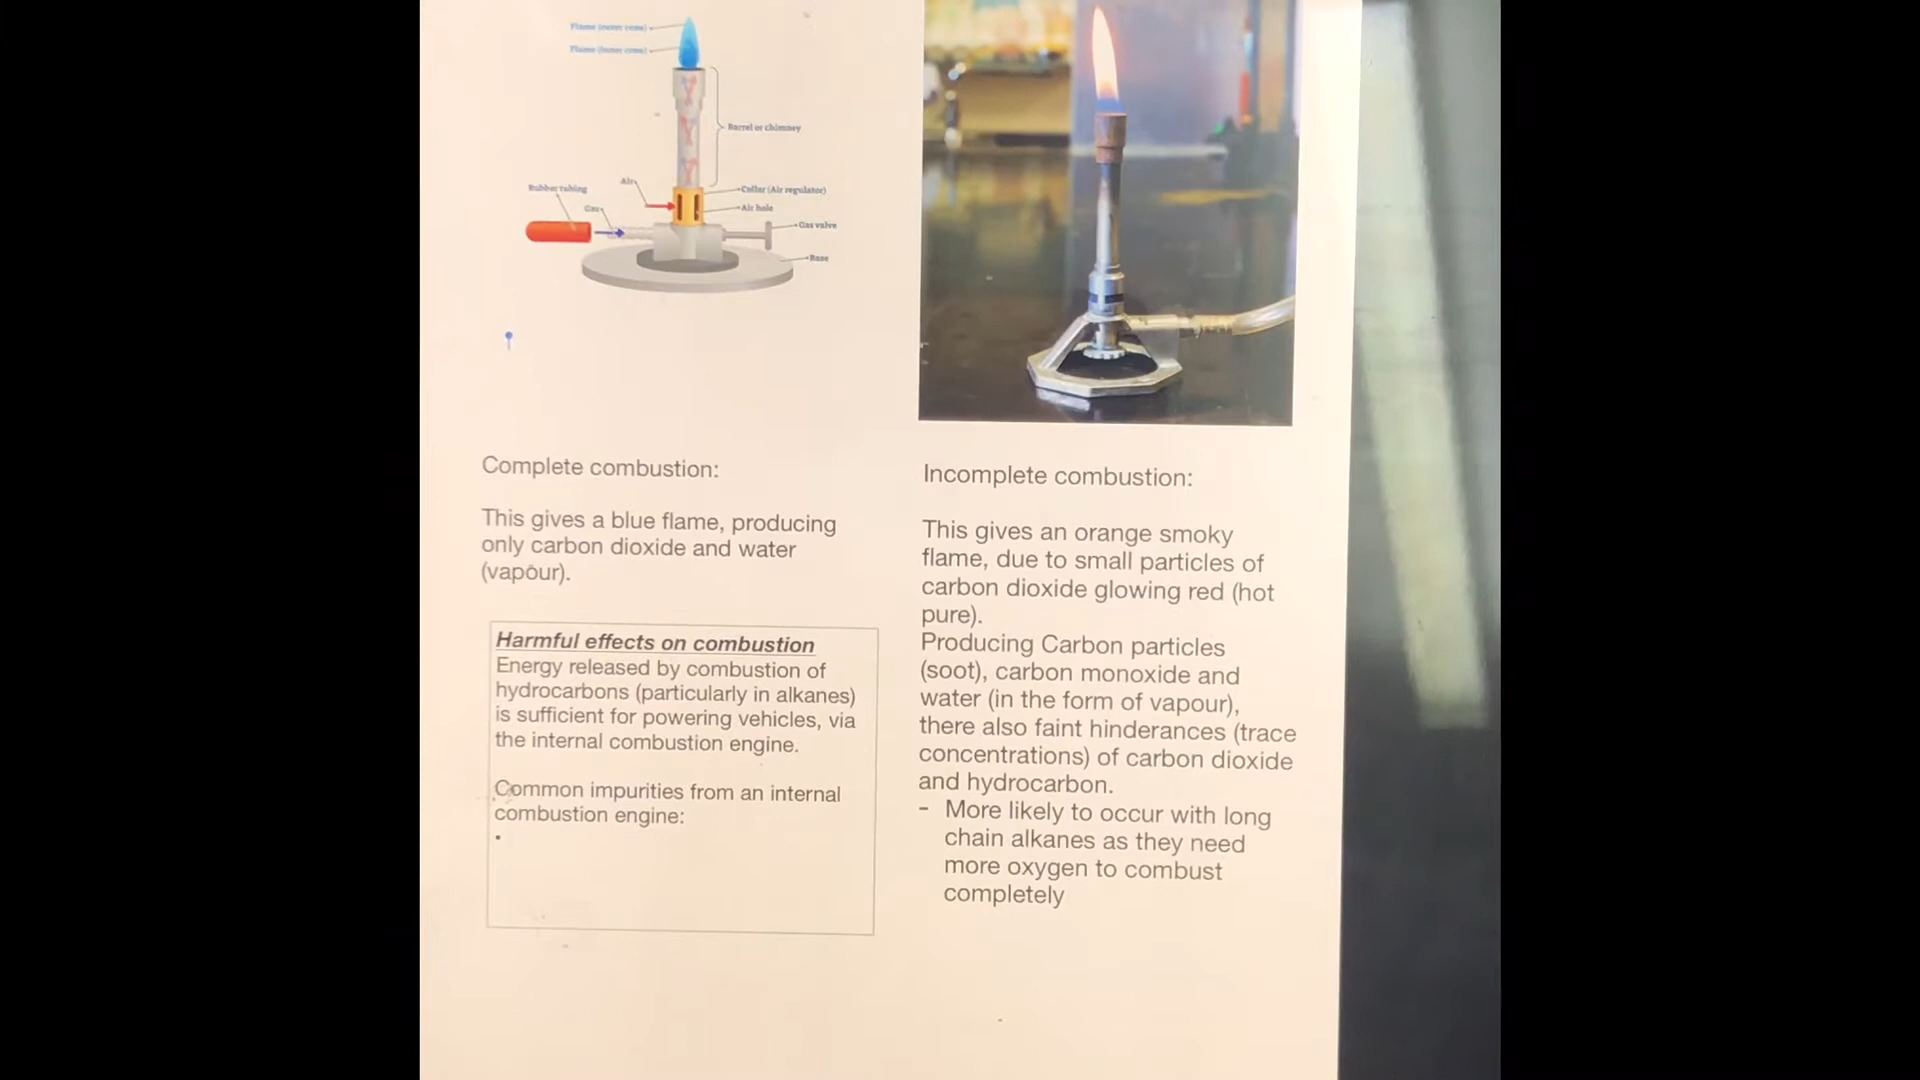 Flame (outer cone)
Flame (inner cone)
Barrel or chimney
Rubber tubing
Air
Gas
Collar (Air regulator)
Air hole
Gas valve
Base
Complete combustion:
This gives a blue flame, producing
only carbon dioxide and water
(vapour).
Harmful effects on combustion
Energy released by combustion of
hydrocarbons (particularly in alkanes)
is sufficient for powering vehicles, via
the internal combustion engine.
Common impurities from an internal
combustion engine:
•
Incomplete combustion:
This gives an orange smoky
flame, due to small particles of
carbon dioxide glowing red (hot
pure).
Producing Carbon particles
(soot), carbon monoxide and
water (in the form of vapour),
there also faint hinderances (trace
concentrations) of carbon dioxide
and hydrocarbon.
- More likely to occur with long
chain alkanes as they need
more oxygen to combust
completely